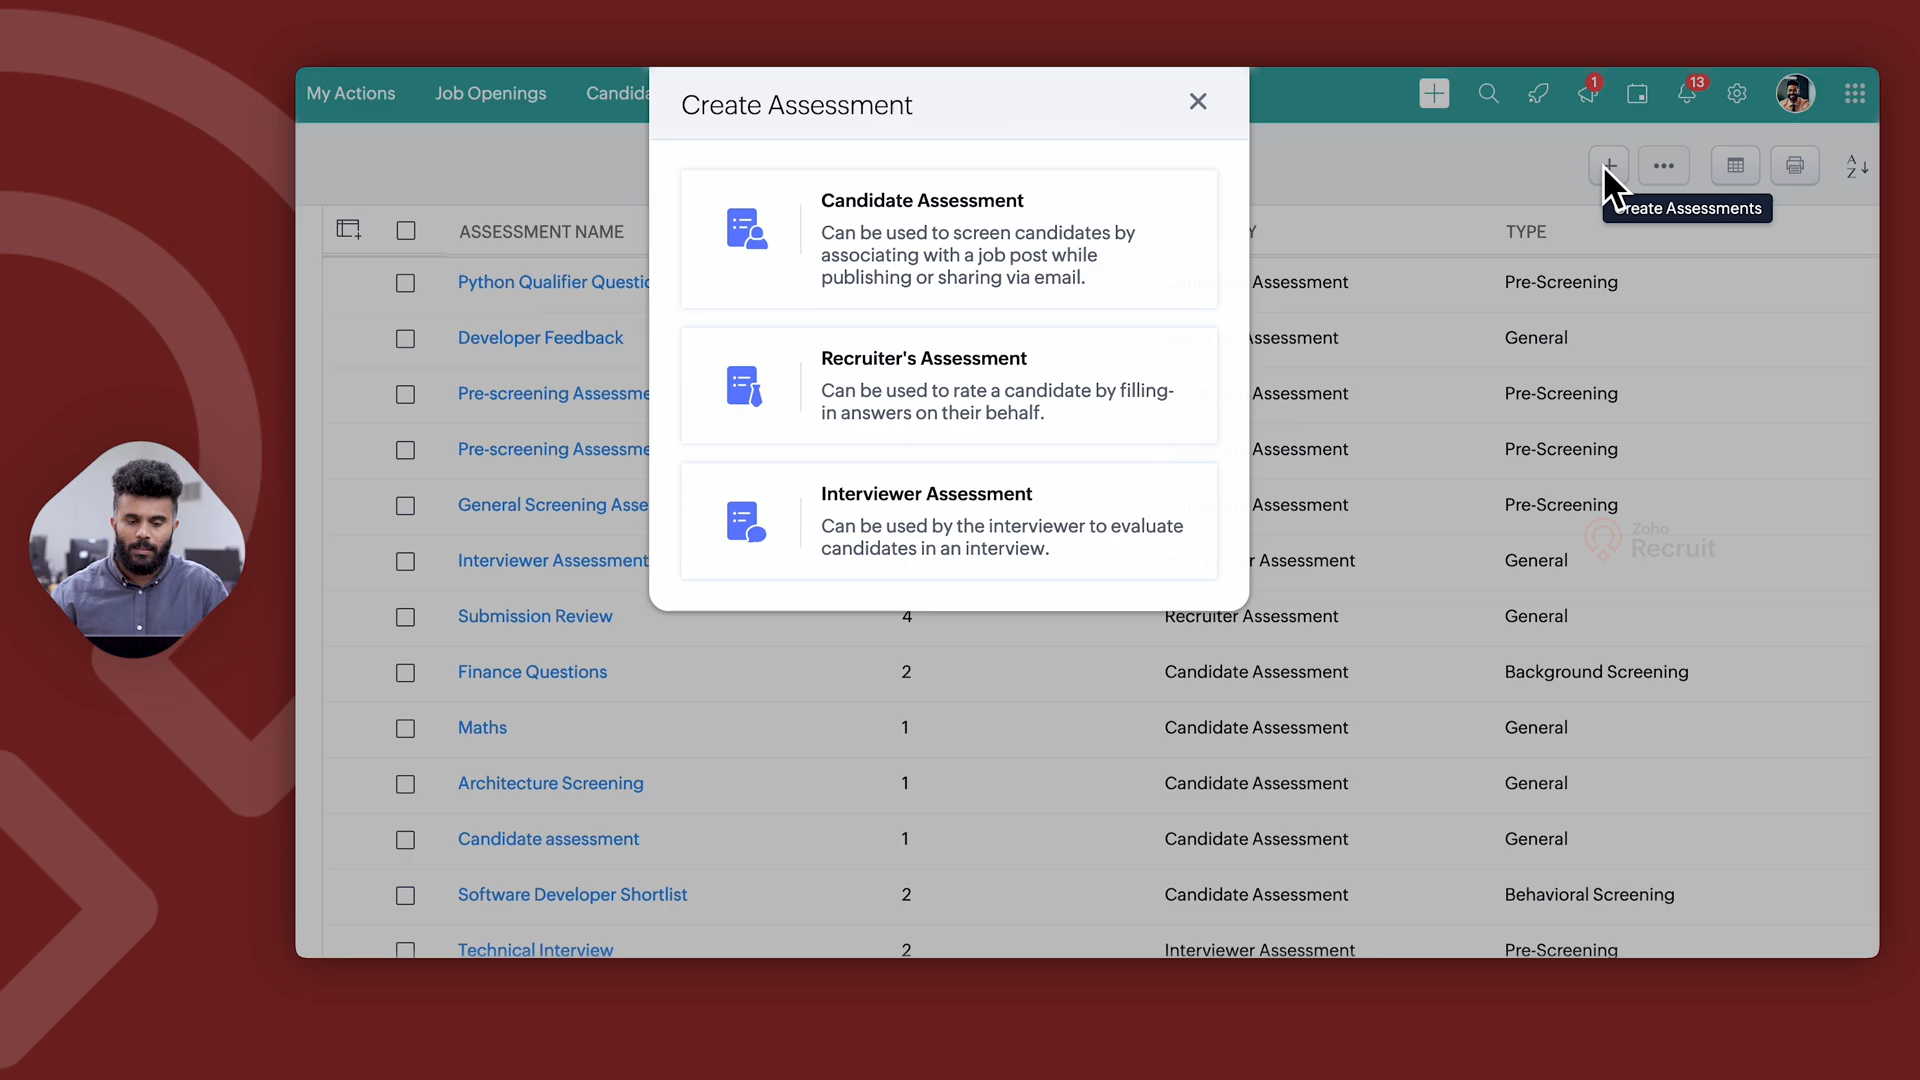 My Actions Job Openings Candida
1
13
Create Assessment
Create Assessments
A
Z
ASSESSMENT NAME Y TYPE
Candidate Assessment
Can be used to screen candidates by
associating with a job post while
publishing or sharing via email.
Recruiter's Assessment
Can be used to rate a candidate by filling-
in answers on their behalf.
Interviewer Assessment
Can be used by the interviewer to evaluate
candidates in an interview.
Python Qualifier Questio Assessment Pre-Screening
Developer Feedback Assessment General
Pre-screening Assessme Assessment Pre-Screening
Pre-screening Assessme Assessment Pre-Screening
General Screening Asse Assessment Pre-Screening
Zoho
Recruit
Interviewer Assessment r Assessment General
Submission Review 4 Recruiter Assessment General
Finance Questions 2 Candidate Assessment Background Screening
Maths 1 Candidate Assessment General
Architecture Screening 1 Candidate Assessment General
Candidate assessment 1 Candidate Assessment General
Software Developer Shortlist 2 Candidate Assessment Behavioral Screening
Technical Interview 2 Interviewer Assessment Pre-Screening